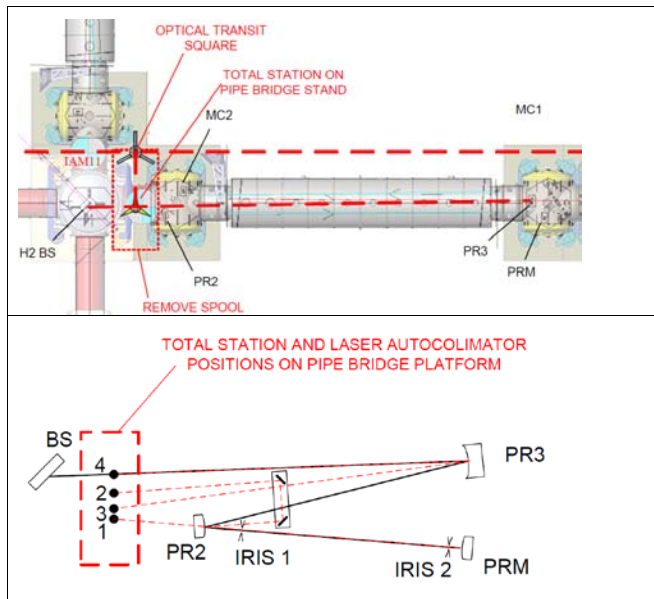 OPTICAL TRANSIT
SQUARE
TOTAL STATION ON
PIPE BRIDGE STAND
MC2
MC1
IAM11
H2 BS
PR2
PR3
PRM
REMOVE SPOOL
TOTAL STATION AND LASER AUTOCOLIMATOR
POSITIONS ON PIPE BRIDGE PLATFORM
BS
4
PR3
2
3
1
PR2
IRIS 1
IRIS 2
PRM